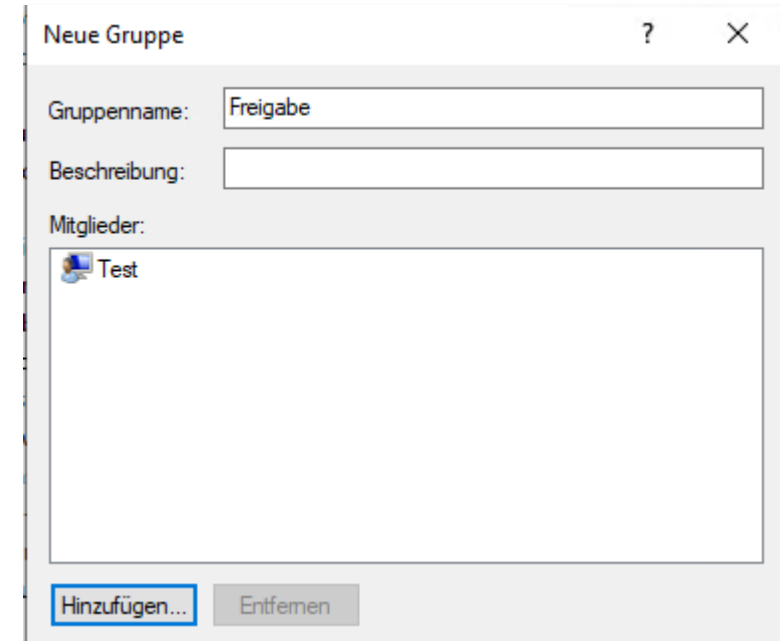 Neue Gruppe ?
Gruppenname: Freigabe
Beschreibung:
Mitglieder:
Test
Hinzufügen... Entfernen